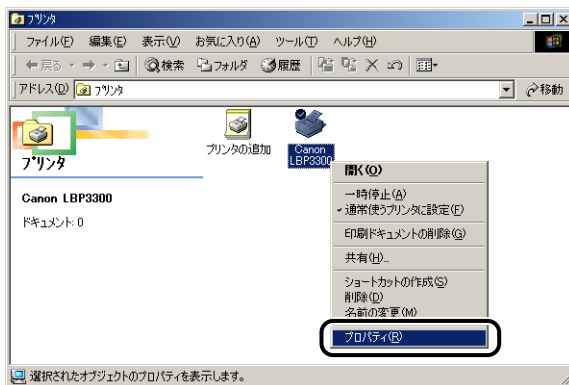 プリンタ
ファイル(F) 編集(E) 表示(V) お気に入り(A) ツール(T) ヘルプ(H)
戻る 検索 フォルダ 履歴
アドレス(D) プリンタ 移動
プリンタ
Canon LBP3300
ドキュメント: 0
プリンタの追加
Canon
LBP3300
開く(O)
一時停止(A)
通常使うプリンタに設定(F)
印刷ドキュメントの削除(G)
共有(H)...
ショートカットの作成(S)
削除(D)
名前の変更(M)
プロパティ(R)
選択されたオブジェクトのプロパティを表示します。